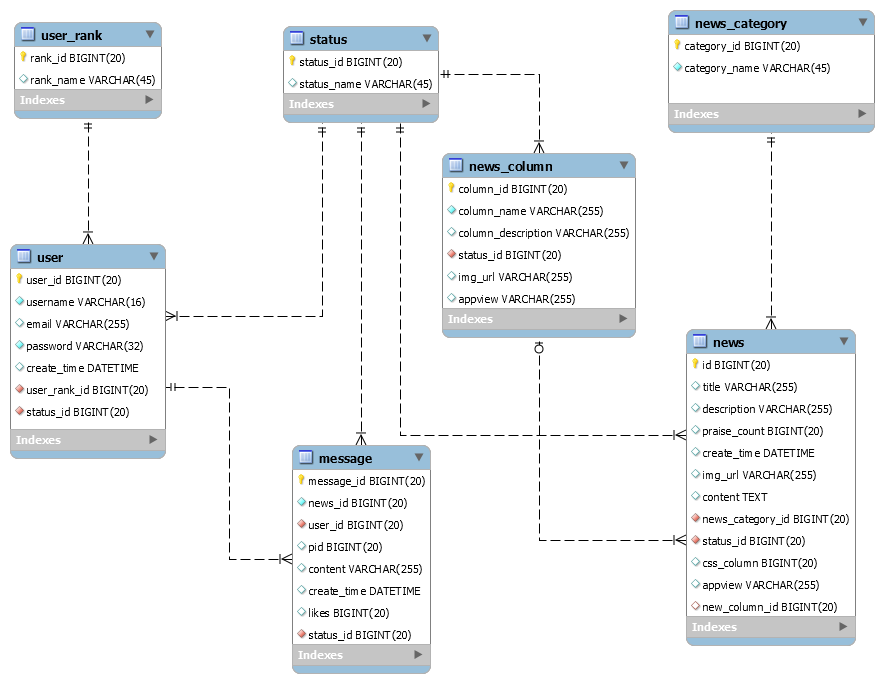 user_rank
rank_id BIGINT(20)
rank_name VARCHAR(45)
Indexes
status
status_id BIGINT(20)
status_name VARCHAR(45)
Indexes
news_category
category_id BIGINT(20)
category_name VARCHAR(45)
Indexes
news_column
column_id BIGINT(20)
column_name VARCHAR(255)
column_description VARCHAR(255)
status_id BIGINT(20)
img_url VARCHAR(255)
appview VARCHAR(255)
Indexes
user
user_id BIGINT(20)
username VARCHAR(16)
email VARCHAR(255)
password VARCHAR(32)
create_time DATETIME
user_rank_id BIGINT(20)
status_id BIGINT(20)
Indexes
news
id BIGINT(20)
title VARCHAR(255)
description VARCHAR(255)
praise_count BIGINT(20)
create_time DATETIME
img_url VARCHAR(255)
content TEXT
news_category_id BIGINT(20)
status_id BIGINT(20)
css_column BIGINT(20)
appview VARCHAR(255)
new_column_id BIGINT(20)
Indexes
message
message_id BIGINT(20)
news_id BIGINT(20)
user_id BIGINT(20)
pid BIGINT(20)
content VARCHAR(255)
create_time DATETIME
likes BIGINT(20)
status_id BIGINT(20)
Indexes